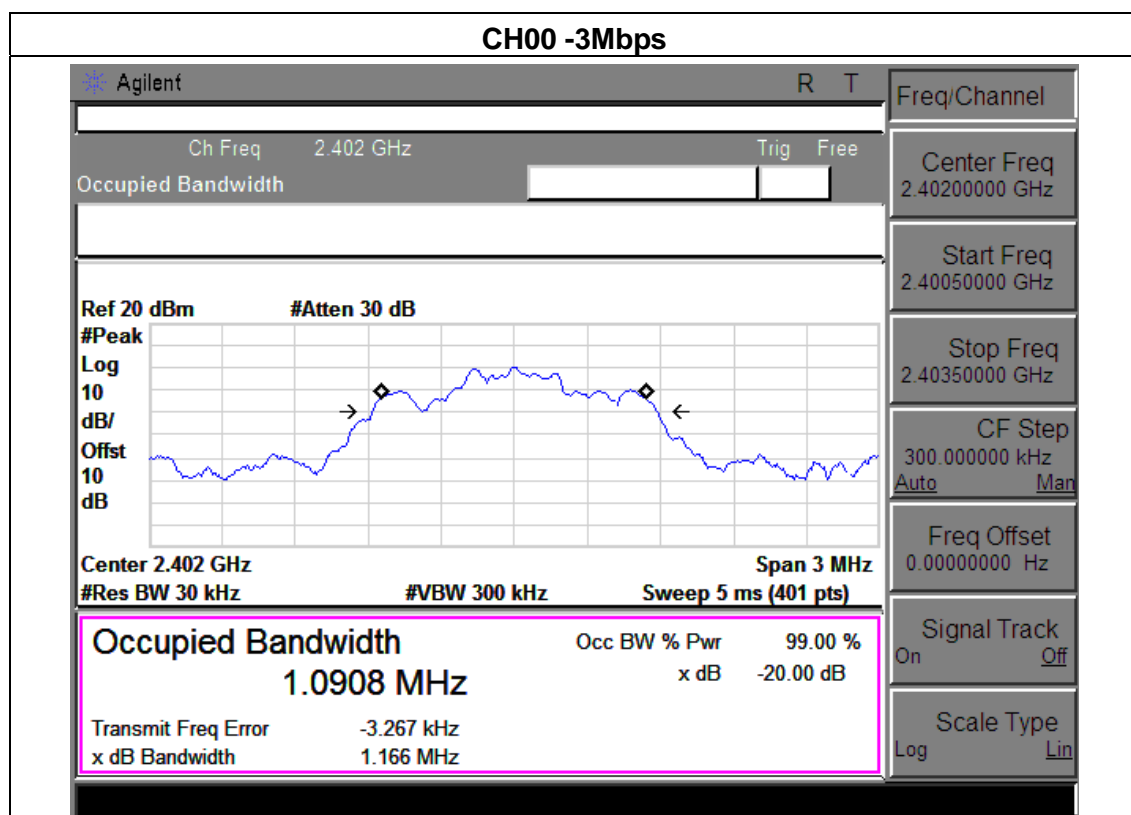 CH00 -3Mbps
Agilent R T
Ch Freq 2.402 GHz Trig Free
Occupied Bandwidth
Ref 20 dBm #Atten 30 dB
#Peak
Log
10
dB/
Offst
10
dB
Center 2.402 GHz Span 3 MHz
#Res BW 30 kHz #VBW 300 kHz Sweep 5 ms (401 pts)
Occupied Bandwidth Occ BW % Pwr 99.00 %
1.0908 MHz x dB -20.00 dB
Transmit Freq Error -3.267 kHz
x dB Bandwidth 1.166 MHz
Freq/Channel
Center Freq
2.40200000 GHz
Start Freq
2.40050000 GHz
Stop Freq
2.40350000 GHz
CF Step
300.000000 kHz
Auto Man
Freq Offset
0.00000000 Hz
Signal Track
On Off
Scale Type
Log Lin